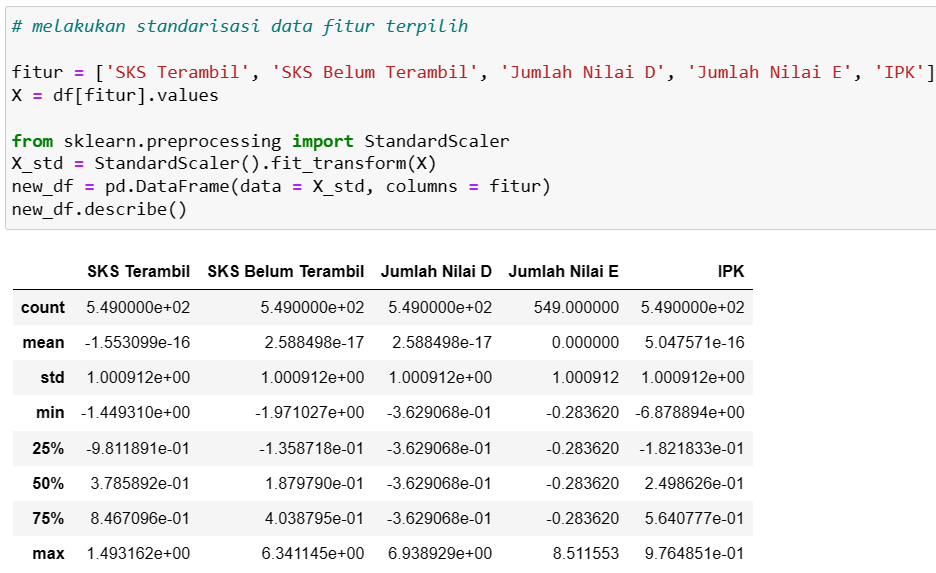 # melakukan standarisasi data fitur terpilih
fitur = ['SKS Terambil', 'SKS Belum Terambil', 'Jumlah Nilai D', 'Jumlah Nilai E', 'IPK']
X = df[fitur].values
from sklearn.preprocessing import StandardScaler
X_std = StandardScaler().fit_transform(X)
new_df = pd.DataFrame(data = X_std, columns = fitur)
new_df.describe()
SKS Terambil SKS Belum Terambil Jumlah Nilai D Jumlah Nilai E IPK
count 5.490000e+02 5.490000e+02 5.490000e+02 549.000000 5.490000e+02
mean -1.553099e-16 2.588498e-17 2.588498e-17 0.000000 5.047571e-16
std 1.000912e+00 1.000912e+00 1.000912e+00 1.000912 1.000912e+00
min -1.449310e+00 -1.971027e+00 -3.629068e-01 -0.283620 -6.878894e+00
25% -9.811891e-01 -1.358718e-01 -3.629068e-01 -0.283620 -1.821833e-01
50% 3.785892e-01 1.879790e-01 -3.629068e-01 -0.283620 2.498626e-01
75% 8.467096e-01 4.038795e-01 -3.629068e-01 -0.283620 5.640777e-01
max 1.493162e+00 6.341145e+00 6.938929e+00 8.511553 9.764851e-01